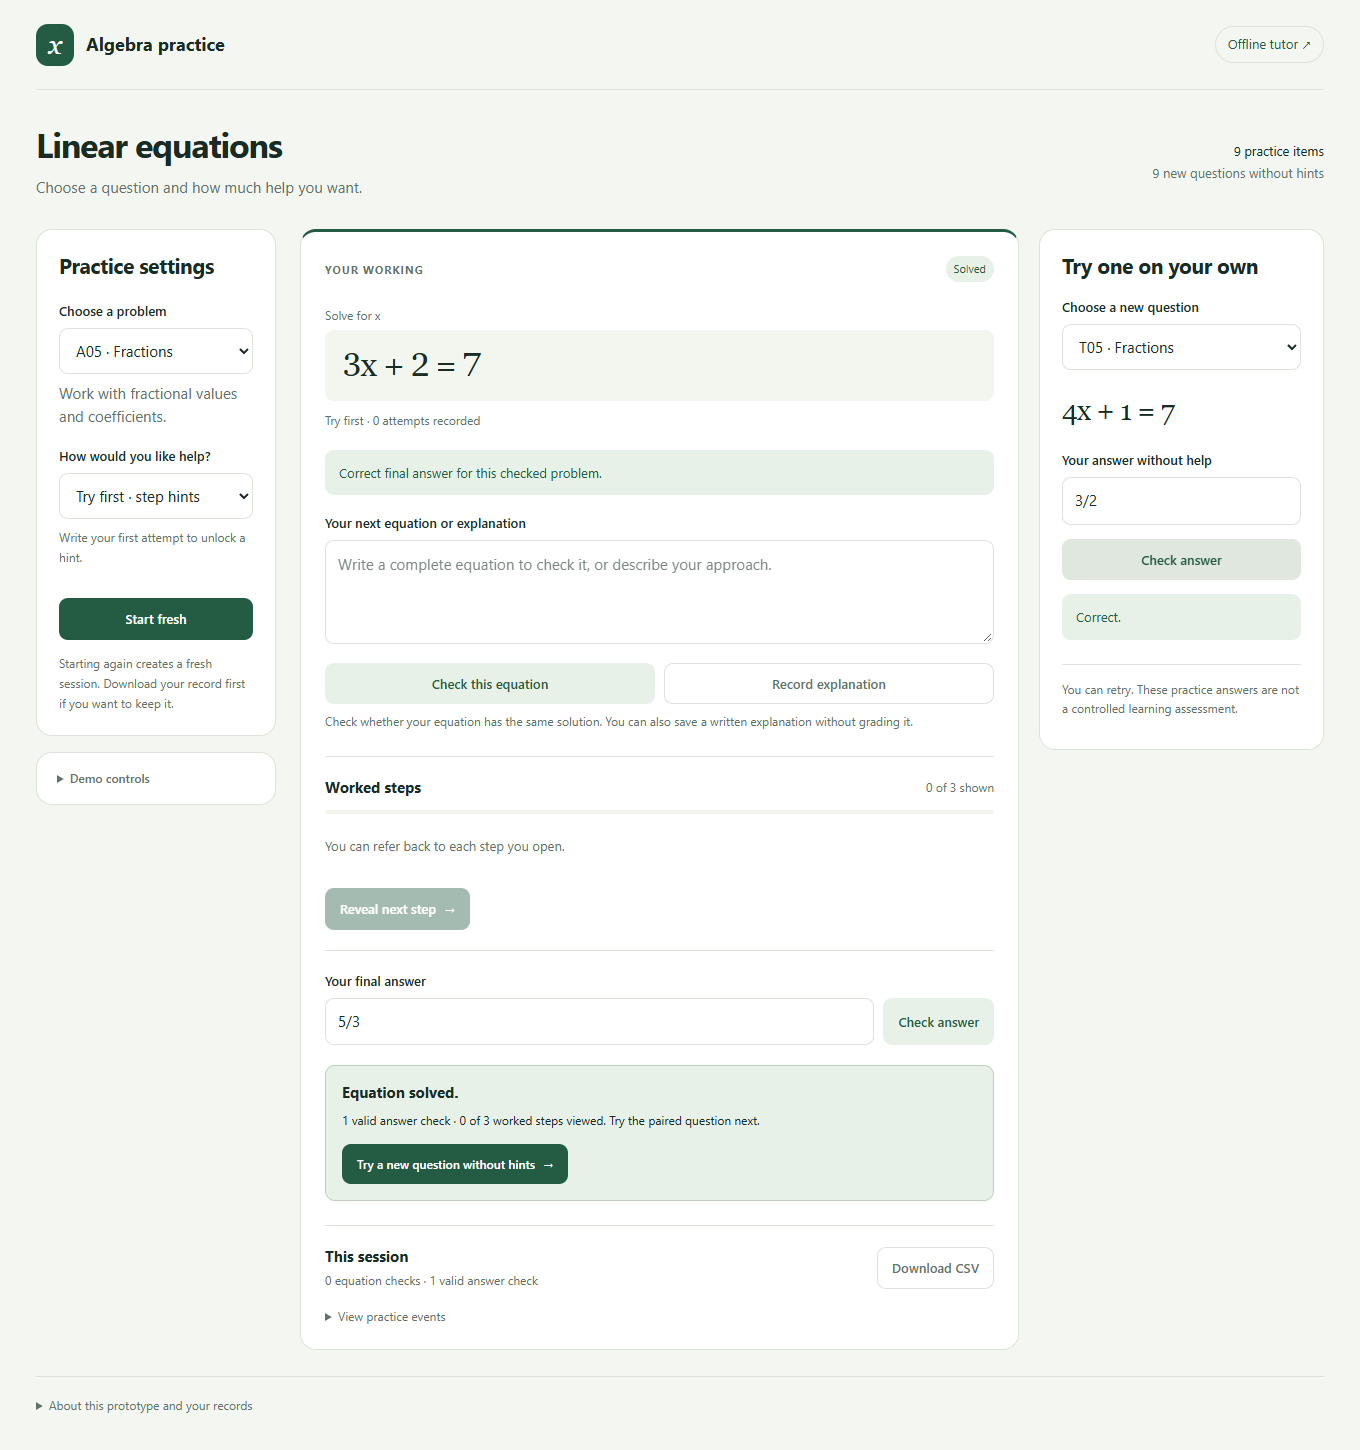 x
Algebra practice
Offline tutor ↗
Linear equations
Choose a question and how much help you want.
9 practice items
9 new questions without hints
Practice settings
Choose a problem
A05 · Fractions
Work with fractional values
and coefficients.
How would you like help?
Try first · step hints
Write your first attempt to unlock a
hint.
Start fresh
Starting again creates a fresh
session. Download your record first
if you want to keep it.
Demo controls
YOUR WORKING
Solved
Solve for x
3x + 2 = 7
Try first · 0 attempts recorded
Correct final answer for this checked problem.
Your next equation or explanation
Write a complete equation to check it, or describe your approach.
Check this equation
Record explanation
Check whether your equation has the same solution. You can also save a written explanation without grading it.
Worked steps
0 of 3 shown
You can refer back to each step you open.
Reveal next step →
Your final answer
5/3
Check answer
Equation solved.
1 valid answer check · 0 of 3 worked steps viewed. Try the paired question next.
Try a new question without hints →
This session
0 equation checks · 1 valid answer check
Download CSV
View practice events
Try one on your own
Choose a new question
T05 · Fractions
4x + 1 = 7
Your answer without help
3/2
Check answer
Correct.
You can retry. These practice answers are not
a controlled learning assessment.
About this prototype and your records